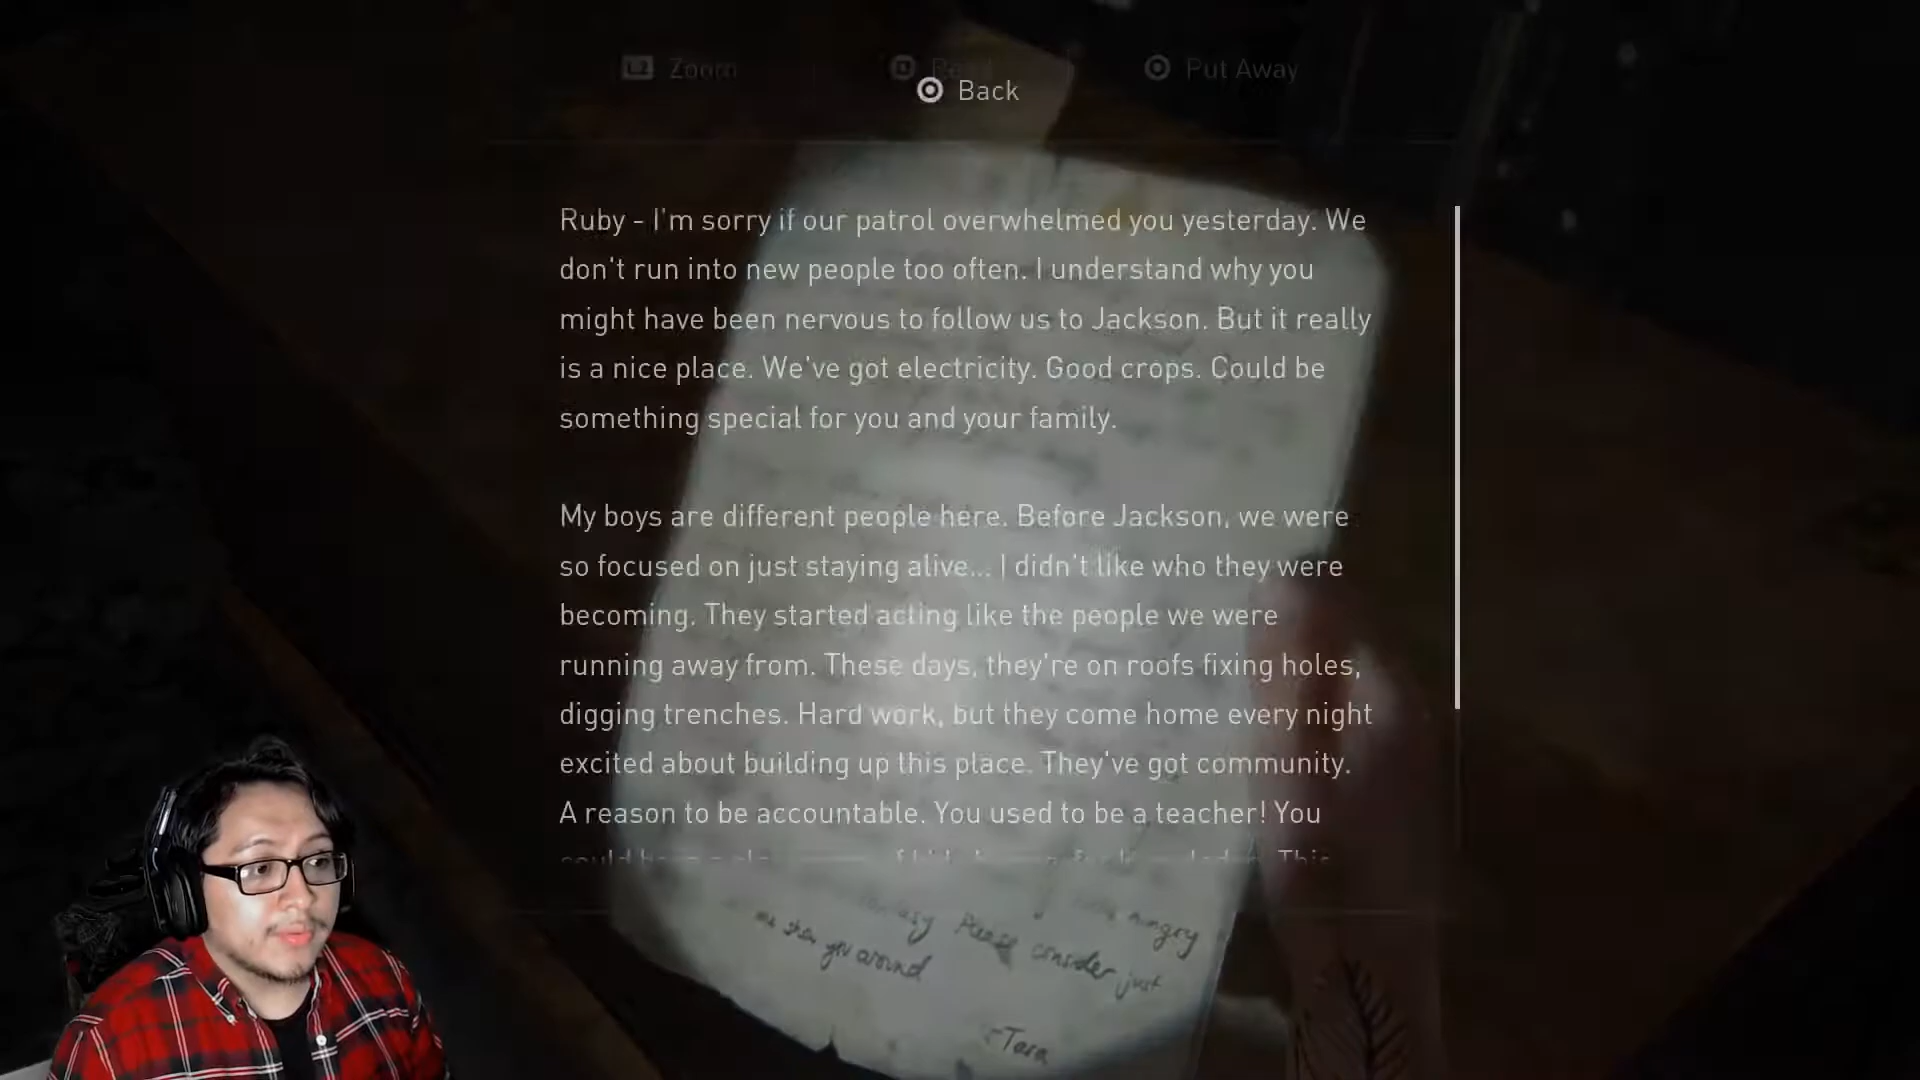 L2 Zoom
Put Away
Back
Ruby - I'm sorry if our patrol overwhelmed you yesterday. We
don't run into new people too often. I understand why you
might have been nervous to follow us to Jackson. But it really
is a nice place. We've got electricity. Good crops. Could be
something special for you and your family.
My boys are different people here. Before Jackson, we were
so focused on just staying alive... I didn't like who they were
becoming. They started acting like the people we were
running away from. These days, they're on roofs fixing holes,
digging trenches. Hard work, but they come home every night
excited about building up this place. They've got community.
A reason to be accountable. You used to be a teacher! You
This
hungry
Please consider just
me show you around
-Tara